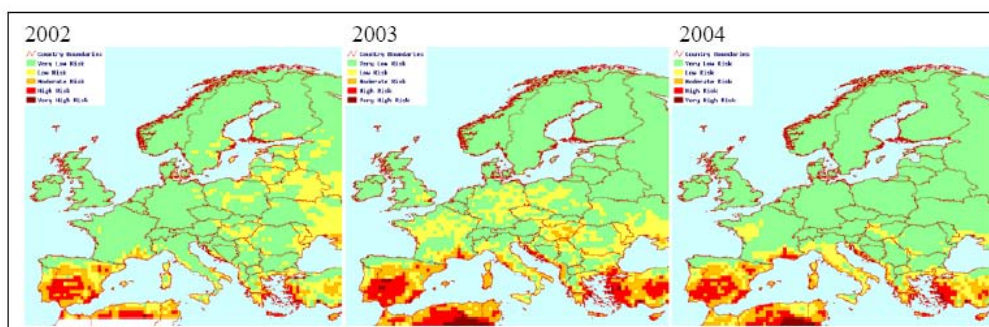 2002
Country Boundaries
Very Low Risk
Low Risk
Moderate Risk
High Risk
Very High Risk
2003
Country Boundaries
Very Low Risk
Low Risk
Moderate Risk
High Risk
Very High Risk
2004
Country Boundaries
Very Low Risk
Low Risk
Moderate Risk
High Risk
Very High Risk